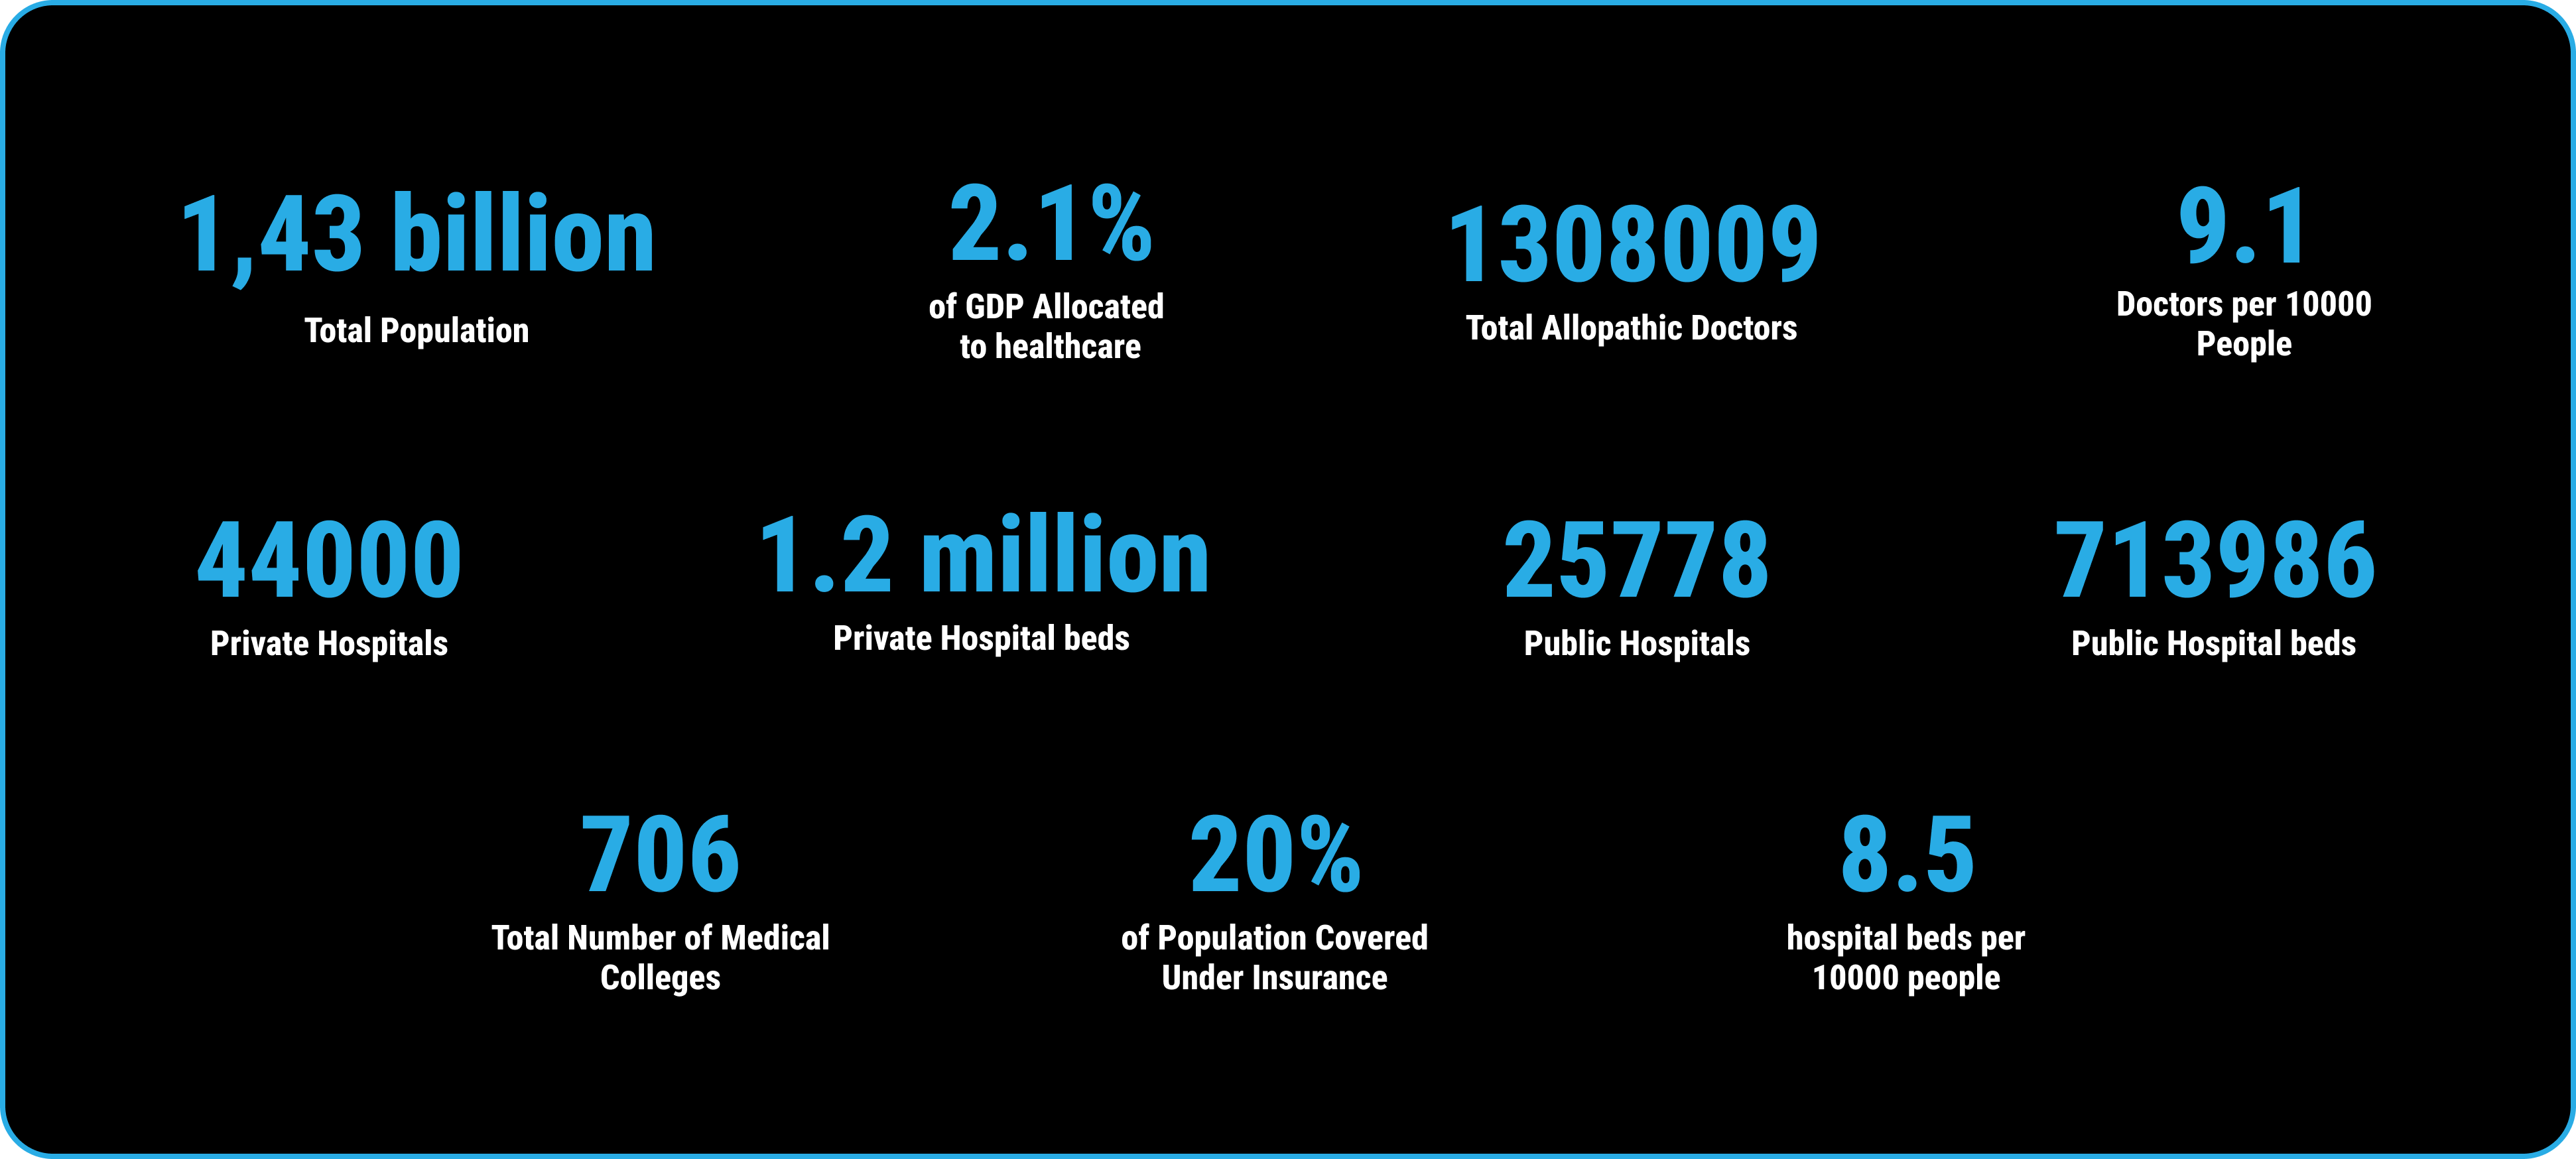 1,43 billion
Total Population
2.1%
of GDP Allocated
to healthcare
1308009
Total Allopathic Doctors
9.1
Doctors per 10000
People
44000
Private Hospitals
1.2 million
Private Hospital beds
25778
Public Hospitals
713986
Public Hospital beds
706
Total Number of Medical
Colleges
20%
of Population Covered
Under Insurance
8.5
hospital beds per
10000 people